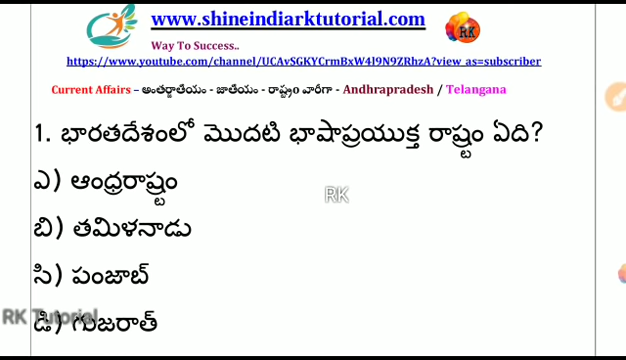 www.shineindiarktutorial.com
RK
Way To Success..
https://www.youtube.com/channel/UCAvSGKYCrmBxW4J9N9ZRhzA?view_as=subscriber
Current Affairs – అంతర్జాతీయం - జాతీయం - రాష్ట్రం వారీగా - Andhrapradesh / Telangana
1. భారతదేశంలో మొదటి భాషాప్రయుక్త రాష్ట్రం ఏది?
ఎ) ఆంధ్రరాష్ట్రం
RK
బి) తమిళనాడు
సి) పంజాబ్
RK Tutorial
డి) గుజరాత్